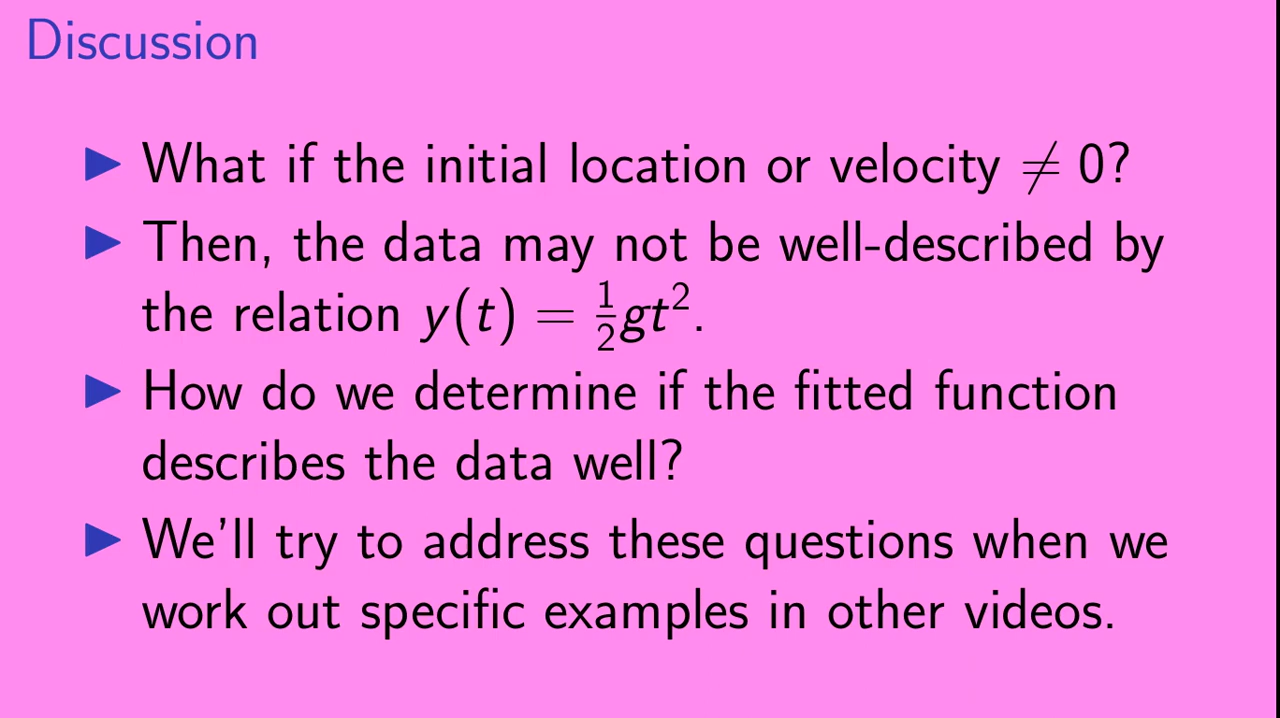 Discussion
▶ What if the initial location or velocity ≠ 0?
▶ Then, the data may not be well-described by
the relation y(t) = ½gt².
▶ How do we determine if the fitted function
describes the data well?
▶ We'll try to address these questions when we
work out specific examples in other videos.